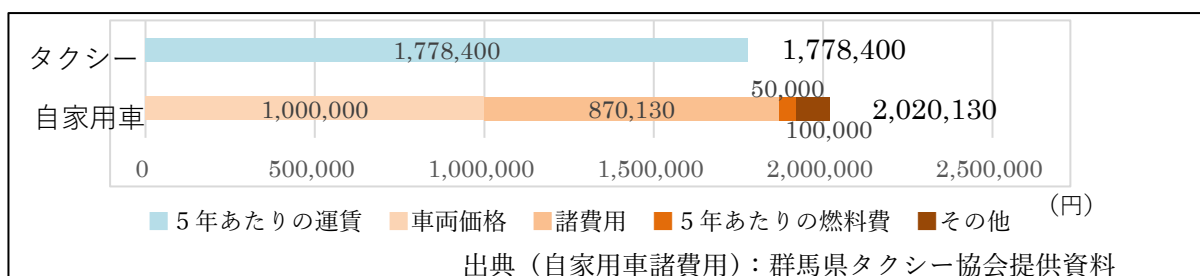 タクシー 1,778,400 1,778,400
50,000
自家用車 1,000,000 870,130 2,020,130
100,000
0 500,000 1,000,000 1,500,000 2,000,000 2,500,000
（円）
５年あたりの運賃 車両価格 諸費用 ５年あたりの燃料費 その他
出典（自家用車諸費用）：群馬県タクシー協会提供資料